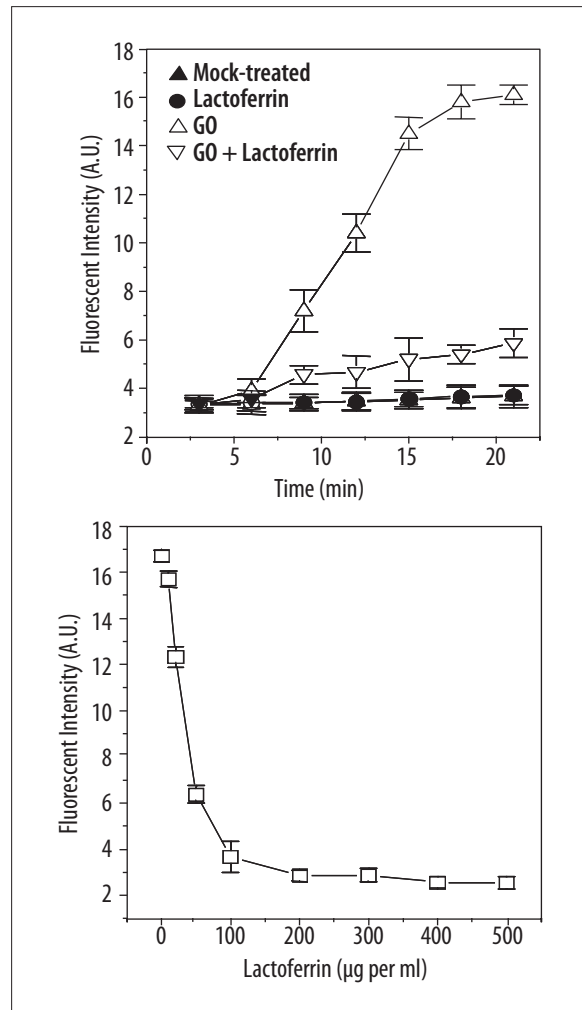 18
16
14
12
10
8
6
4
2
Fluorescent Intensity (A.U.)
Mock-treated
Lactoferrin
GO
GO + Lactoferrin
0 5 10 15 20
Time (min)
18
16
14
12
10
8
6
4
2
Fluorescent Intensity (A.U.)
0 100 200 300 400 500
Lactoferrin (µg per ml)